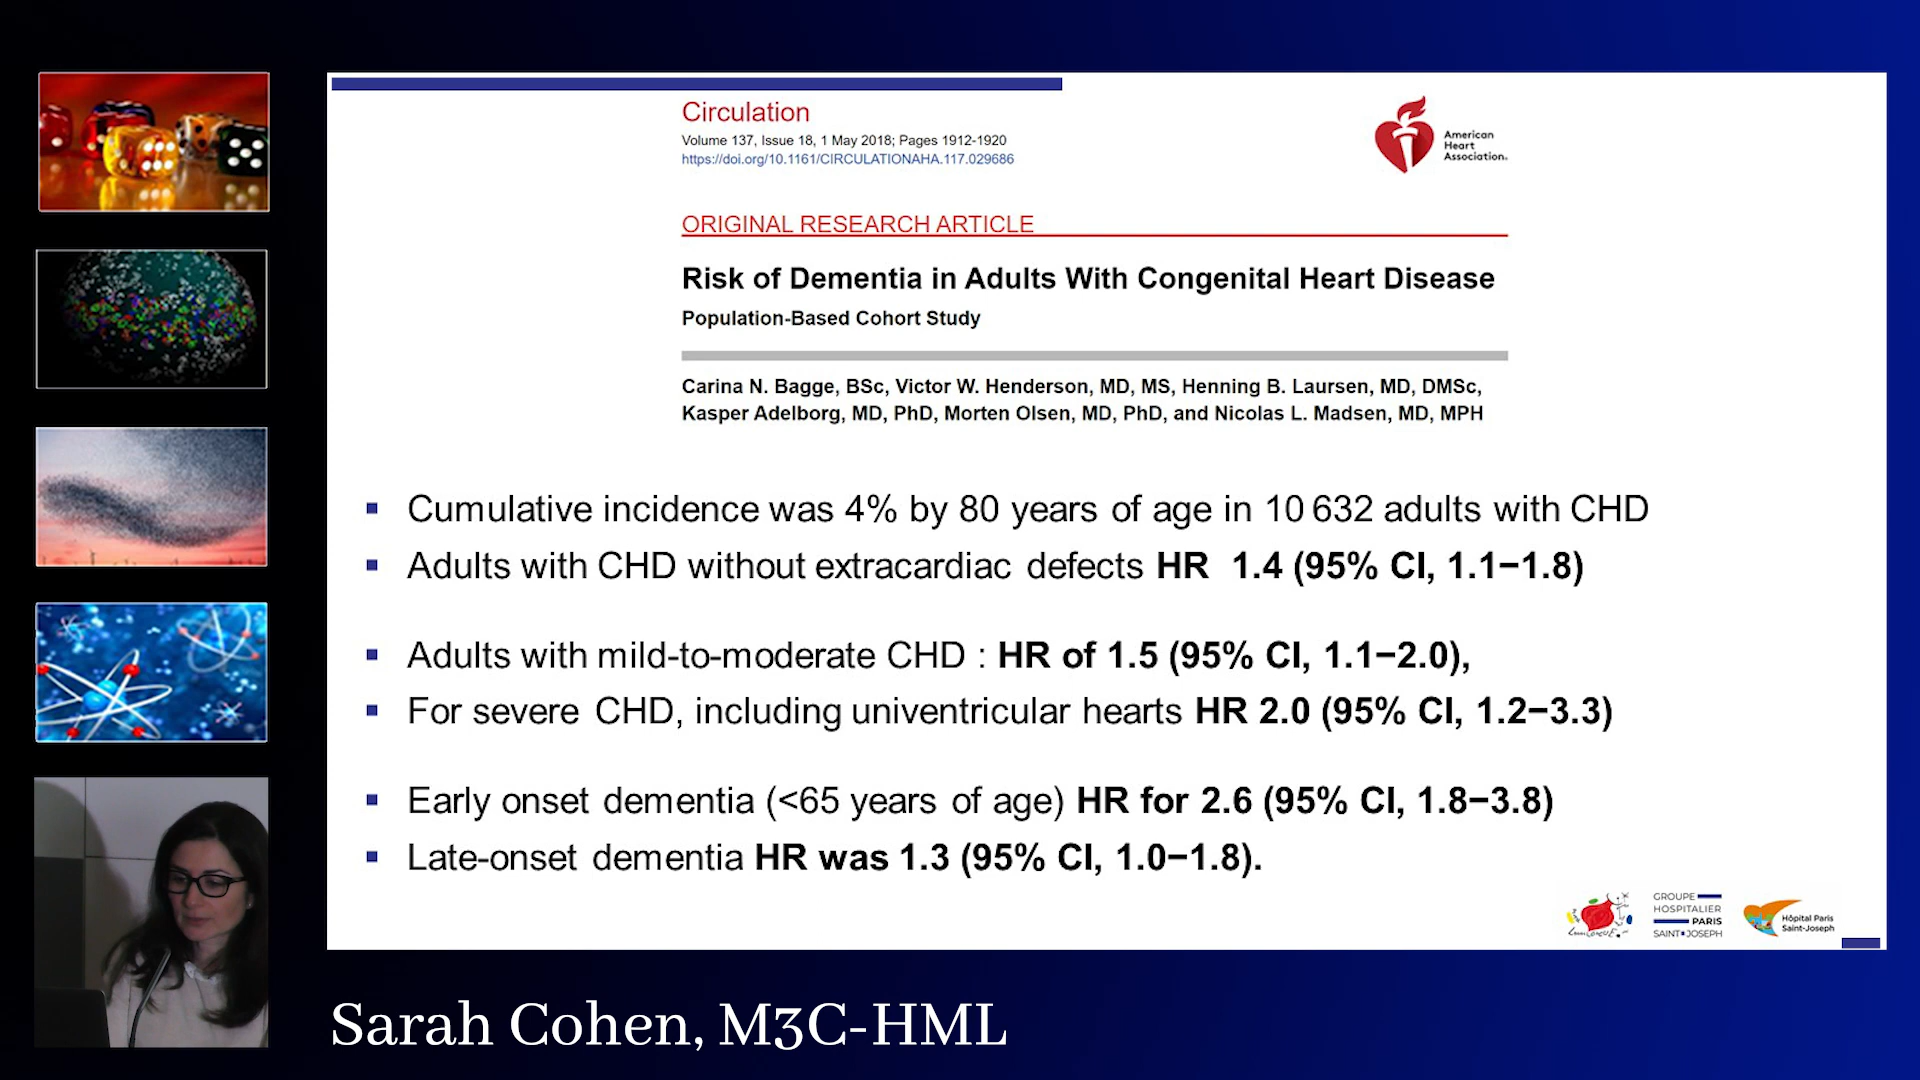 Circulation
Volume 137, Issue 18, 1 May 2018; Pages 1912-1920
https://doi.org/10.1161/CIRCULATIONAHA.117.029686
American
Heart
Association.
ORIGINAL RESEARCH ARTICLE
Risk of Dementia in Adults With Congenital Heart Disease
Population-Based Cohort Study
Carina N. Bagge, BSc, Victor W. Henderson, MD, MS, Henning B. Laursen, MD, DMSc,
Kasper Adelborg, MD, PhD, Morten Olsen, MD, PhD, and Nicolas L. Madsen, MD, MPH
▪ Cumulative incidence was 4% by 80 years of age in 10 632 adults with CHD
▪ Adults with CHD without extracardiac defects HR 1.4 (95% CI, 1.1−1.8)
▪ Adults with mild-to-moderate CHD : HR of 1.5 (95% CI, 1.1−2.0),
▪ For severe CHD, including univentricular hearts HR 2.0 (95% CI, 1.2−3.3)
▪ Early onset dementia (<65 years of age) HR for 2.6 (95% CI, 1.8−3.8)
▪ Late-onset dementia HR was 1.3 (95% CI, 1.0−1.8).
GROUPE
HOSPITALIER
PARIS
SAINT JOSEPH
Hôpital Paris
Saint-Joseph
Sarah Cohen, M3C-HML